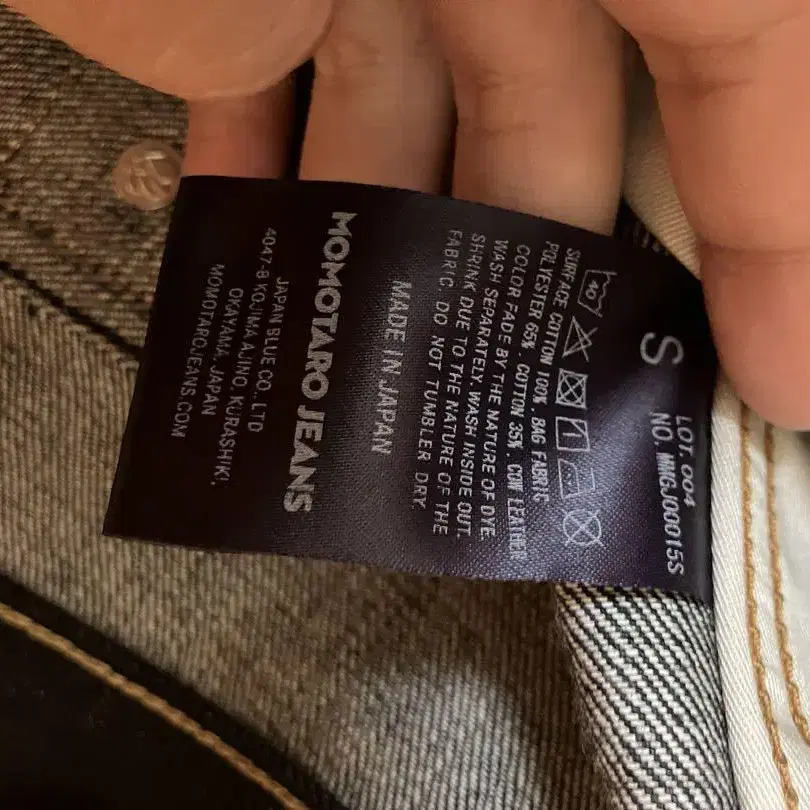 LOT. 004
NO. MMGJ00015S
S
40
SURFACE COTTON 100%. BAG FABRIC
POLYESTER 65%. COTTON 35%. COW LEATHER
COLOR FADE BY THE NATURE OF DYE.
WASH SEPARATELY. WASH INSIDE OUT.
SHRINK DUE TO THE NATURE OF THE
FABRIC. DO NOT TUMBLER DRY.
MADE IN JAPAN
MOMOTARO JEANS
JAPAN BLUE CO., LTD
4047-8 KOJIMA AJINO, KURASHIKI,
OKAYAMA, JAPAN
MOMOTAROJEANS.COM